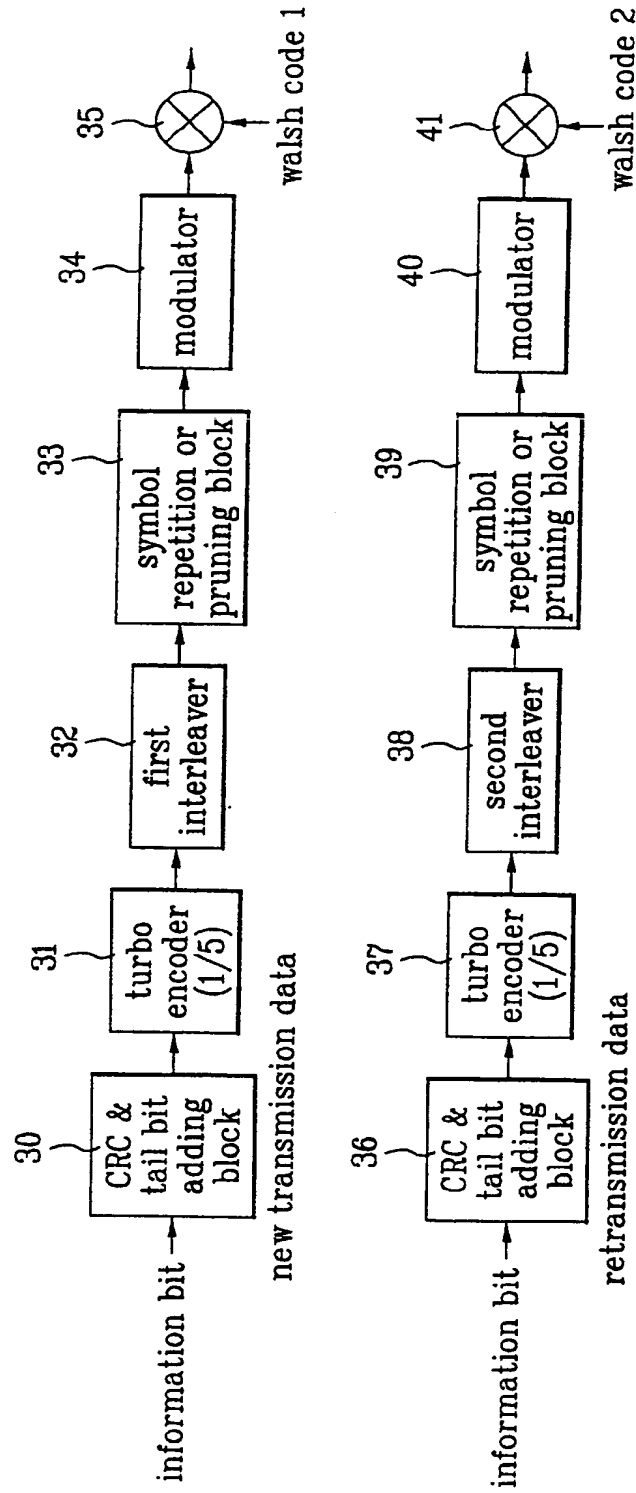 information bit
30
CRC &
tail bit
adding
block
31
turbo
encoder
(1/5)
32
first
interleaver
33
symbol
repetition or
pruning block
34
modulator
35
walsh code 1
new transmission data
information bit
36
CRC &
tail bit
adding
block
37
turbo
encoder
(1/5)
38
second
interleaver
39
symbol
repetition or
pruning block
40
modulator
41
walsh code 2
retransmission data